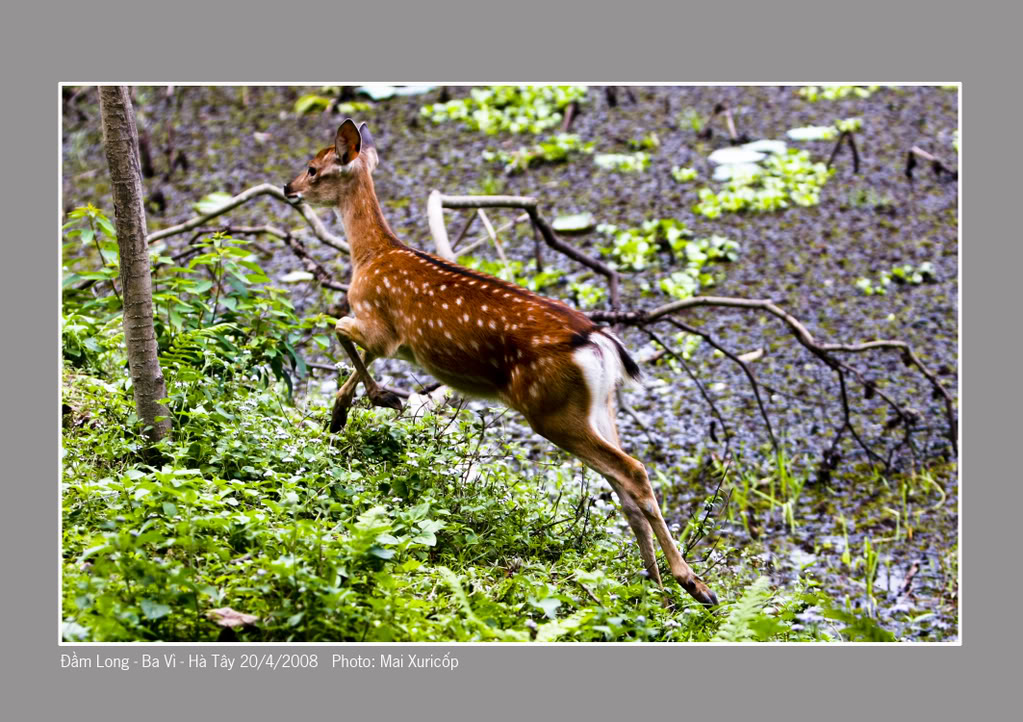 Đầm Long - Ba Vì - Hà Tây 20/4/2008   Photo: Mai Xuricốp